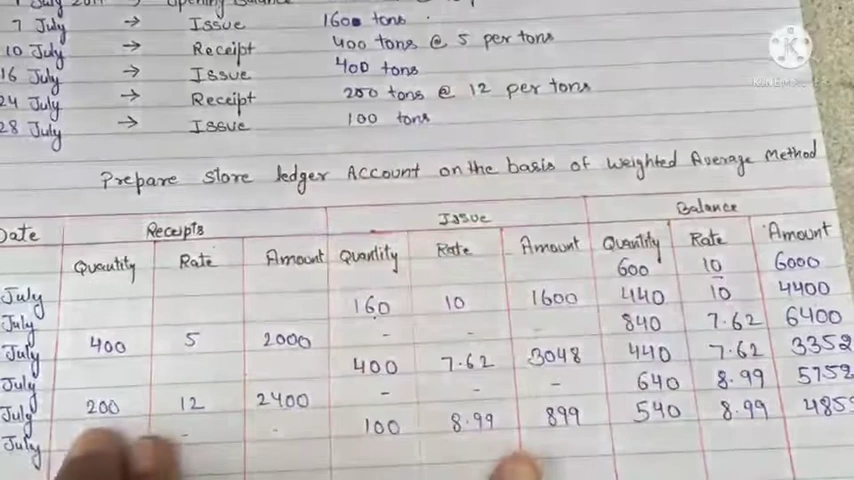 July
7 July → Issue 1600 tons
10 July → Receipt 400 tons @ 5 per tons
16 July → Issue 400 tons
24 July → Receipt 200 tons @ 12 per tons
28 July → Issue 100 tons
Prepare store ledger Account on the basis of weighted Average Method
Date Receipts Issue Balance
Quantity Rate Amount Quantity Rate Amount Quantity Rate Amount
July 600 10 6000
July 160 10 1600 440 10 4400
July 400 5 2000 - - - 840 7.62 6400
July 400 7.62 3048 440 7.62 3352
July 200 12 2400 - - - 640 8.99 5752
July - - 100 8.99 899 540 8.99 485